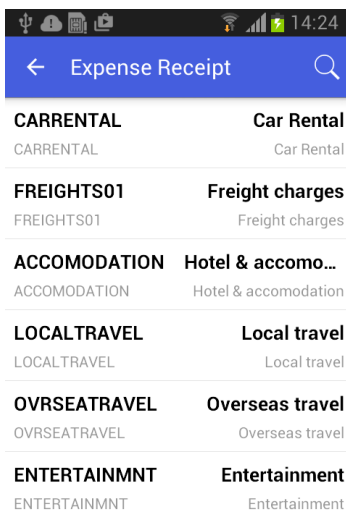 14:24
Expense Receipt
CARRENTAL Car Rental
CARRENTAL Car Rental
FREIGHTS01 Freight charges
FREIGHTS01 Freight charges
ACCOMODATION Hotel & accomo...
ACCOMODATION Hotel & accomodation
LOCALTRAVEL Local travel
LOCALTRAVEL Local travel
OVRSEATRAVEL Overseas travel
OVRSEATRAVEL Overseas travel
ENTERTAINMNT Entertainment
ENTERTAINMNT Entertainment